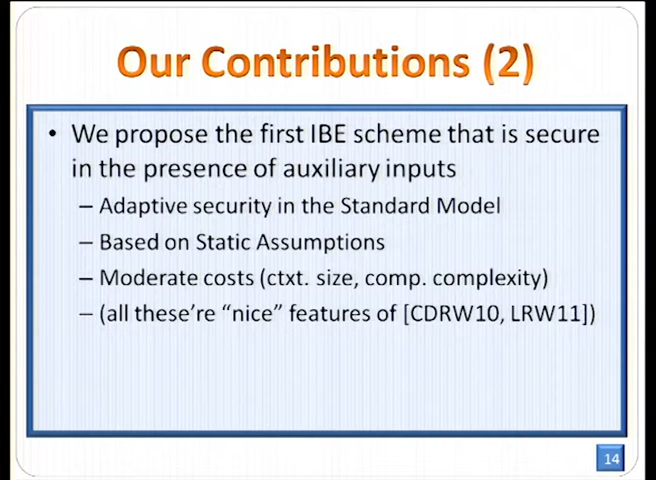 Our Contributions (2)
• We propose the first IBE scheme that is secure
in the presence of auxiliary inputs
– Adaptive security in the Standard Model
– Based on Static Assumptions
– Moderate costs (ctxt. size, comp. complexity)
– (all these’re “nice” features of [CDRW10, LRW11])
14